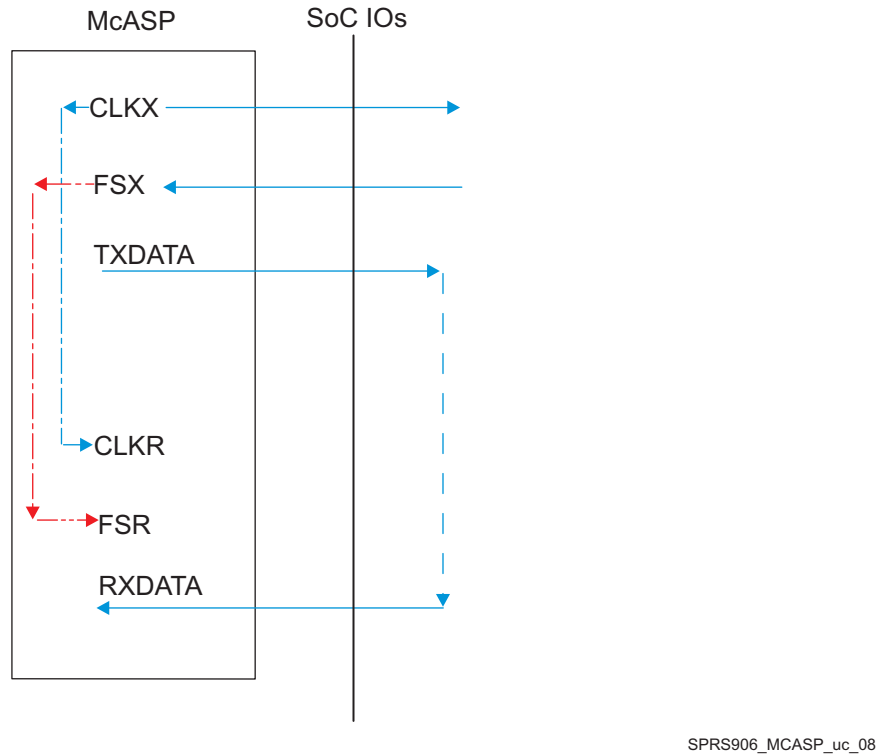 McASP
SoC IOs
CLKX
FSX
TXDATA
CLKR
FSR
RXDATA
SPRS906_MCASP_uc_08